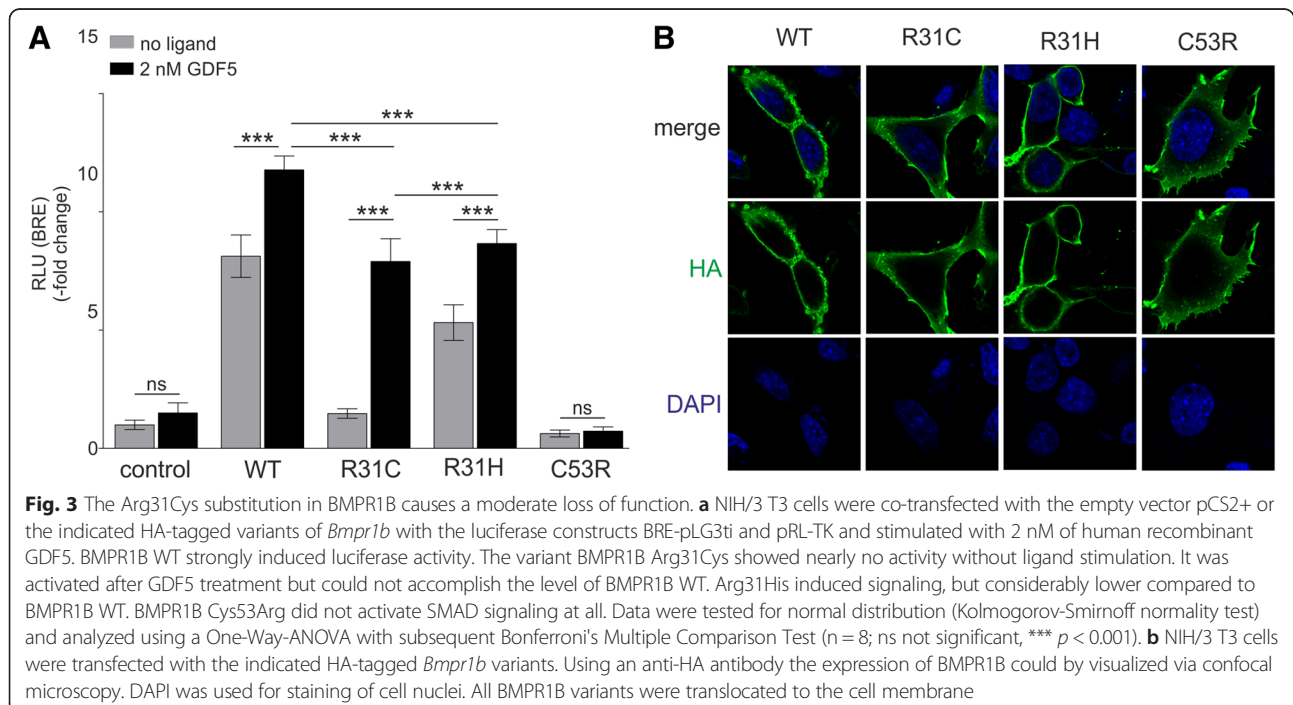 A
15
no ligand
2 nM GDF5
***
***
***
***
***
***
10
RLU (BRE)
(-fold change)
5
ns
ns
0
control WT R31C R31H C53R
B
WT R31C R31H C53R
merge
HA
DAPI
Fig. 3 The Arg31Cys substitution in BMPR1B causes a moderate loss of function. a NIH/3 T3 cells were co-transfected with the empty vector pCS2+ or
the indicated HA-tagged variants of Bmpr1b with the luciferase constructs BRE-pLG3ti and pRL-TK and stimulated with 2 nM of human recombinant
GDF5. BMPR1B WT strongly induced luciferase activity. The variant BMPR1B Arg31Cys showed nearly no activity without ligand stimulation. It was
activated after GDF5 treatment but could not accomplish the level of BMPR1B WT. Arg31His induced signaling, but considerably lower compared to
BMPR1B WT. BMPR1B Cys53Arg did not activate SMAD signaling at all. Data were tested for normal distribution (Kolmogorov-Smirnoff normality test)
and analyzed using a One-Way-ANOVA with subsequent Bonferroni's Multiple Comparison Test (n = 8; ns not significant, *** p < 0.001). b NIH/3 T3 cells
were transfected with the indicated HA-tagged Bmpr1b variants. Using an anti-HA antibody the expression of BMPR1B could by visualized via confocal
microscopy. DAPI was used for staining of cell nuclei. All BMPR1B variants were translocated to the cell membrane